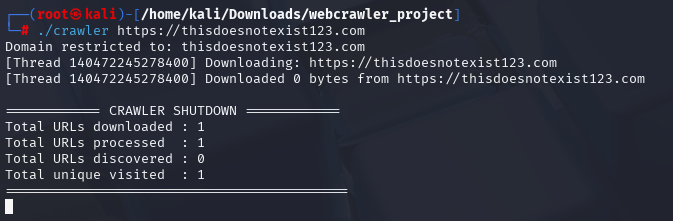 ┌──(root㉿kali)-[/home/kali/Downloads/webcrawler_project]
└─# ./crawler https://thisdoesnotexist123.com
Domain restricted to: thisdoesnotexist123.com
[Thread 140472245278400] Downloading: https://thisdoesnotexist123.com
[Thread 140472245278400] Downloaded 0 bytes from https://thisdoesnotexist123.com

============ CRAWLER SHUTDOWN ============
Total URLs downloaded : 1
Total URLs processed  : 1
Total URLs discovered : 0
Total unique visited  : 1
===========================================